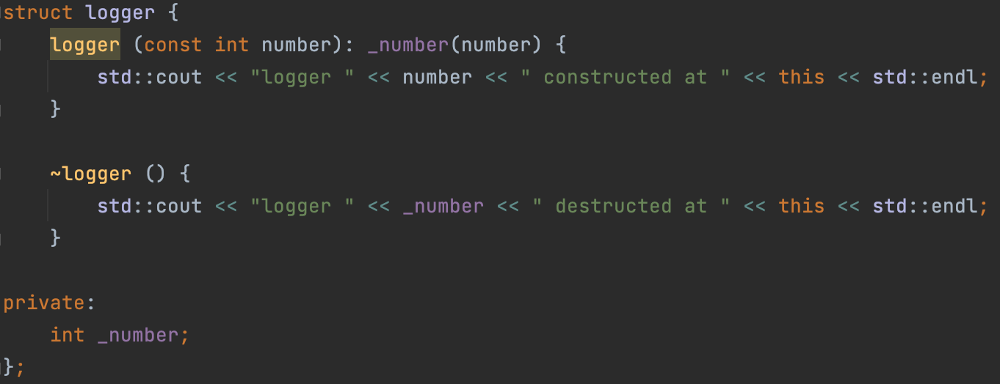 struct logger {
    logger (const int number): _number(number) {
        std::cout << "logger " << number << " constructed at " << this << std::endl;
    }
    ~logger () {
        std::cout << "logger " << _number << " destructed at " << this << std::endl;
    }
private:
    int _number;
};